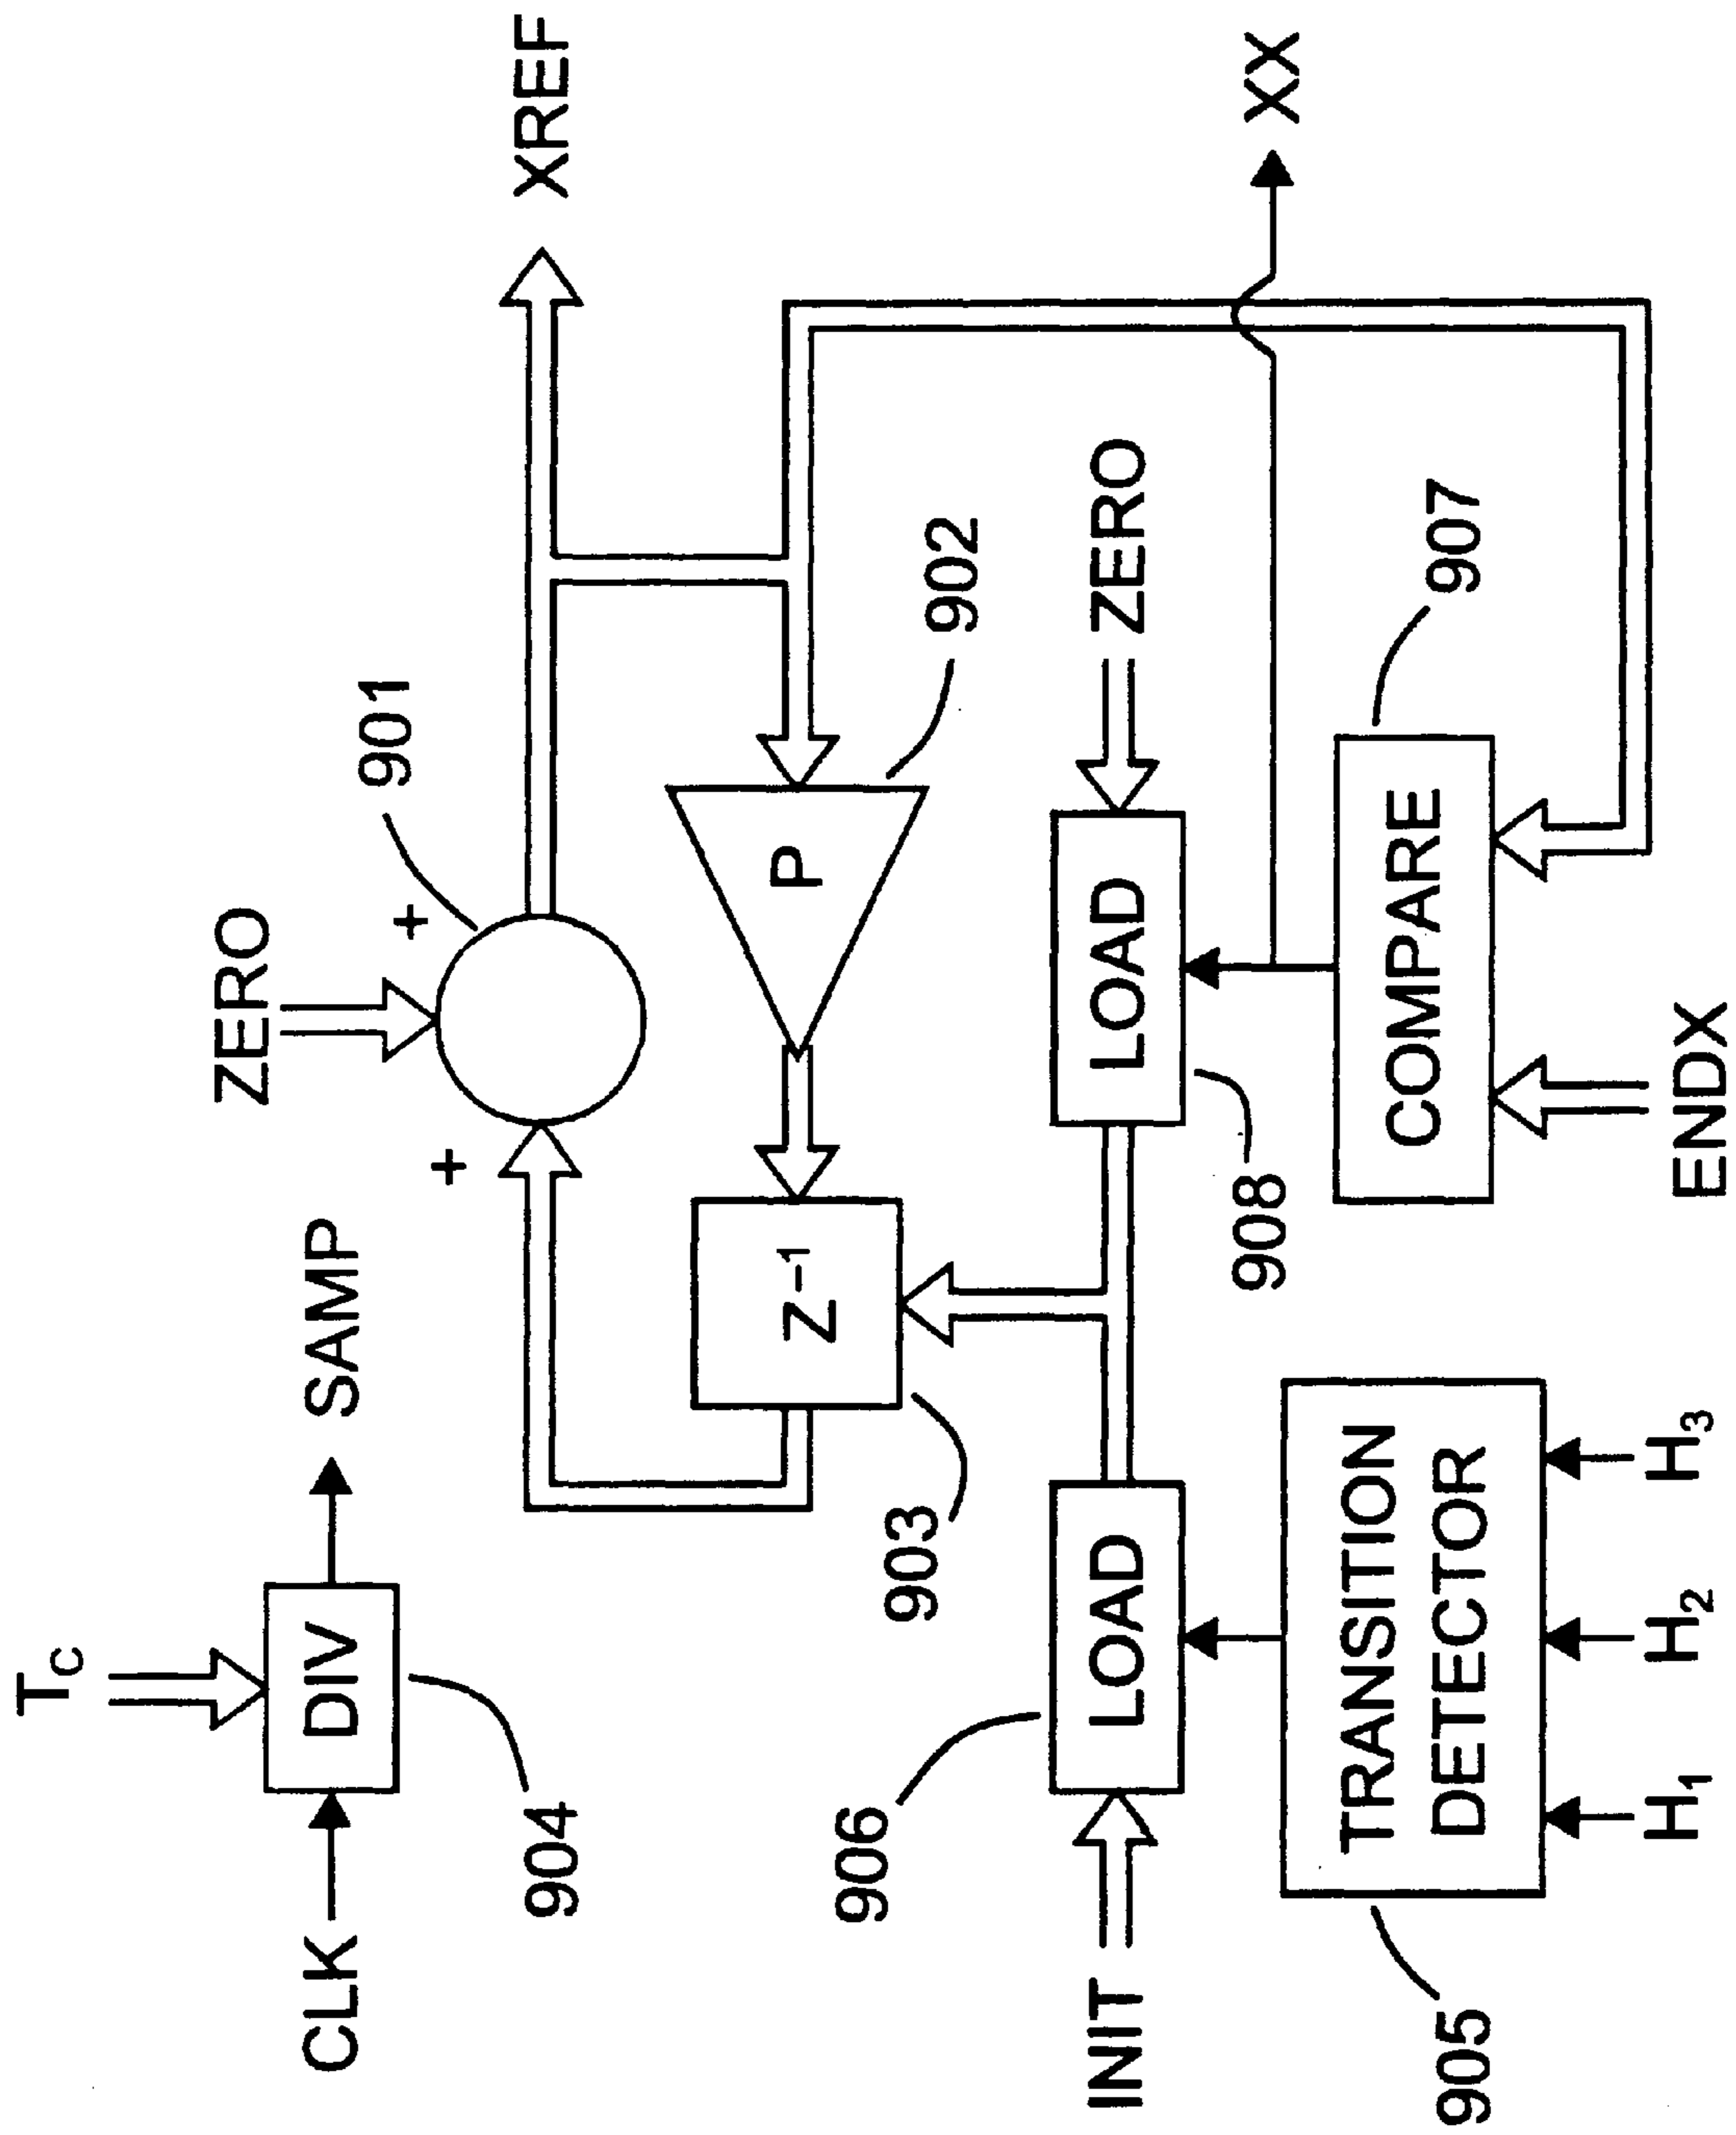 T_C
CLK
DIV
SAMP
904
ZERO
+
+
901
XREF
Z⁻¹
903
P
902
INIT
LOAD
906
LOAD
908
ZERO
XX
TRANSITION
DETECTOR
905
H₁
H₂
H₃
COMPARE
907
ENDX